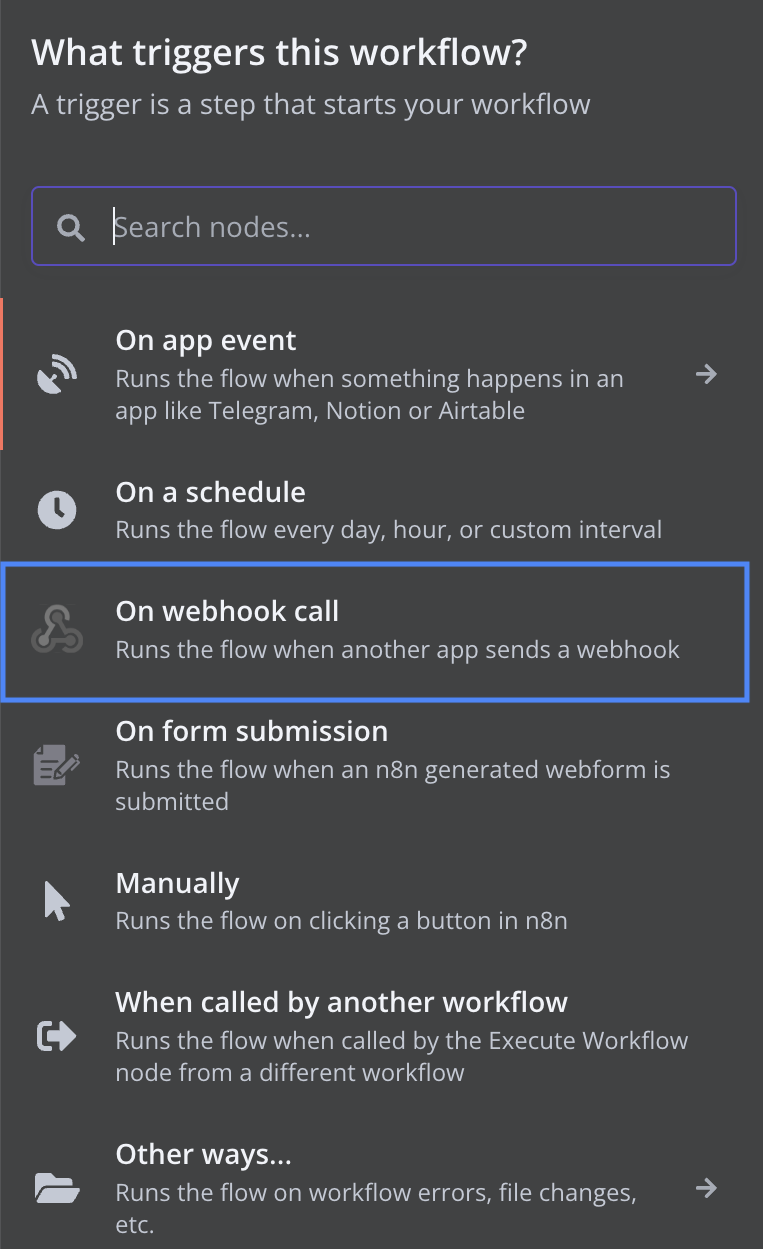 What triggers this workflow?
A trigger is a step that starts your workflow
Search nodes...
On app event
Runs the flow when something happens in an
app like Telegram, Notion or Airtable
On a schedule
Runs the flow every day, hour, or custom interval
On webhook call
Runs the flow when another app sends a webhook
On form submission
Runs the flow when an n8n generated webform is
submitted
Manually
Runs the flow on clicking a button in n8n
When called by another workflow
Runs the flow when called by the Execute Workflow
node from a different workflow
Other ways...
Runs the flow on workflow errors, file changes,
etc.